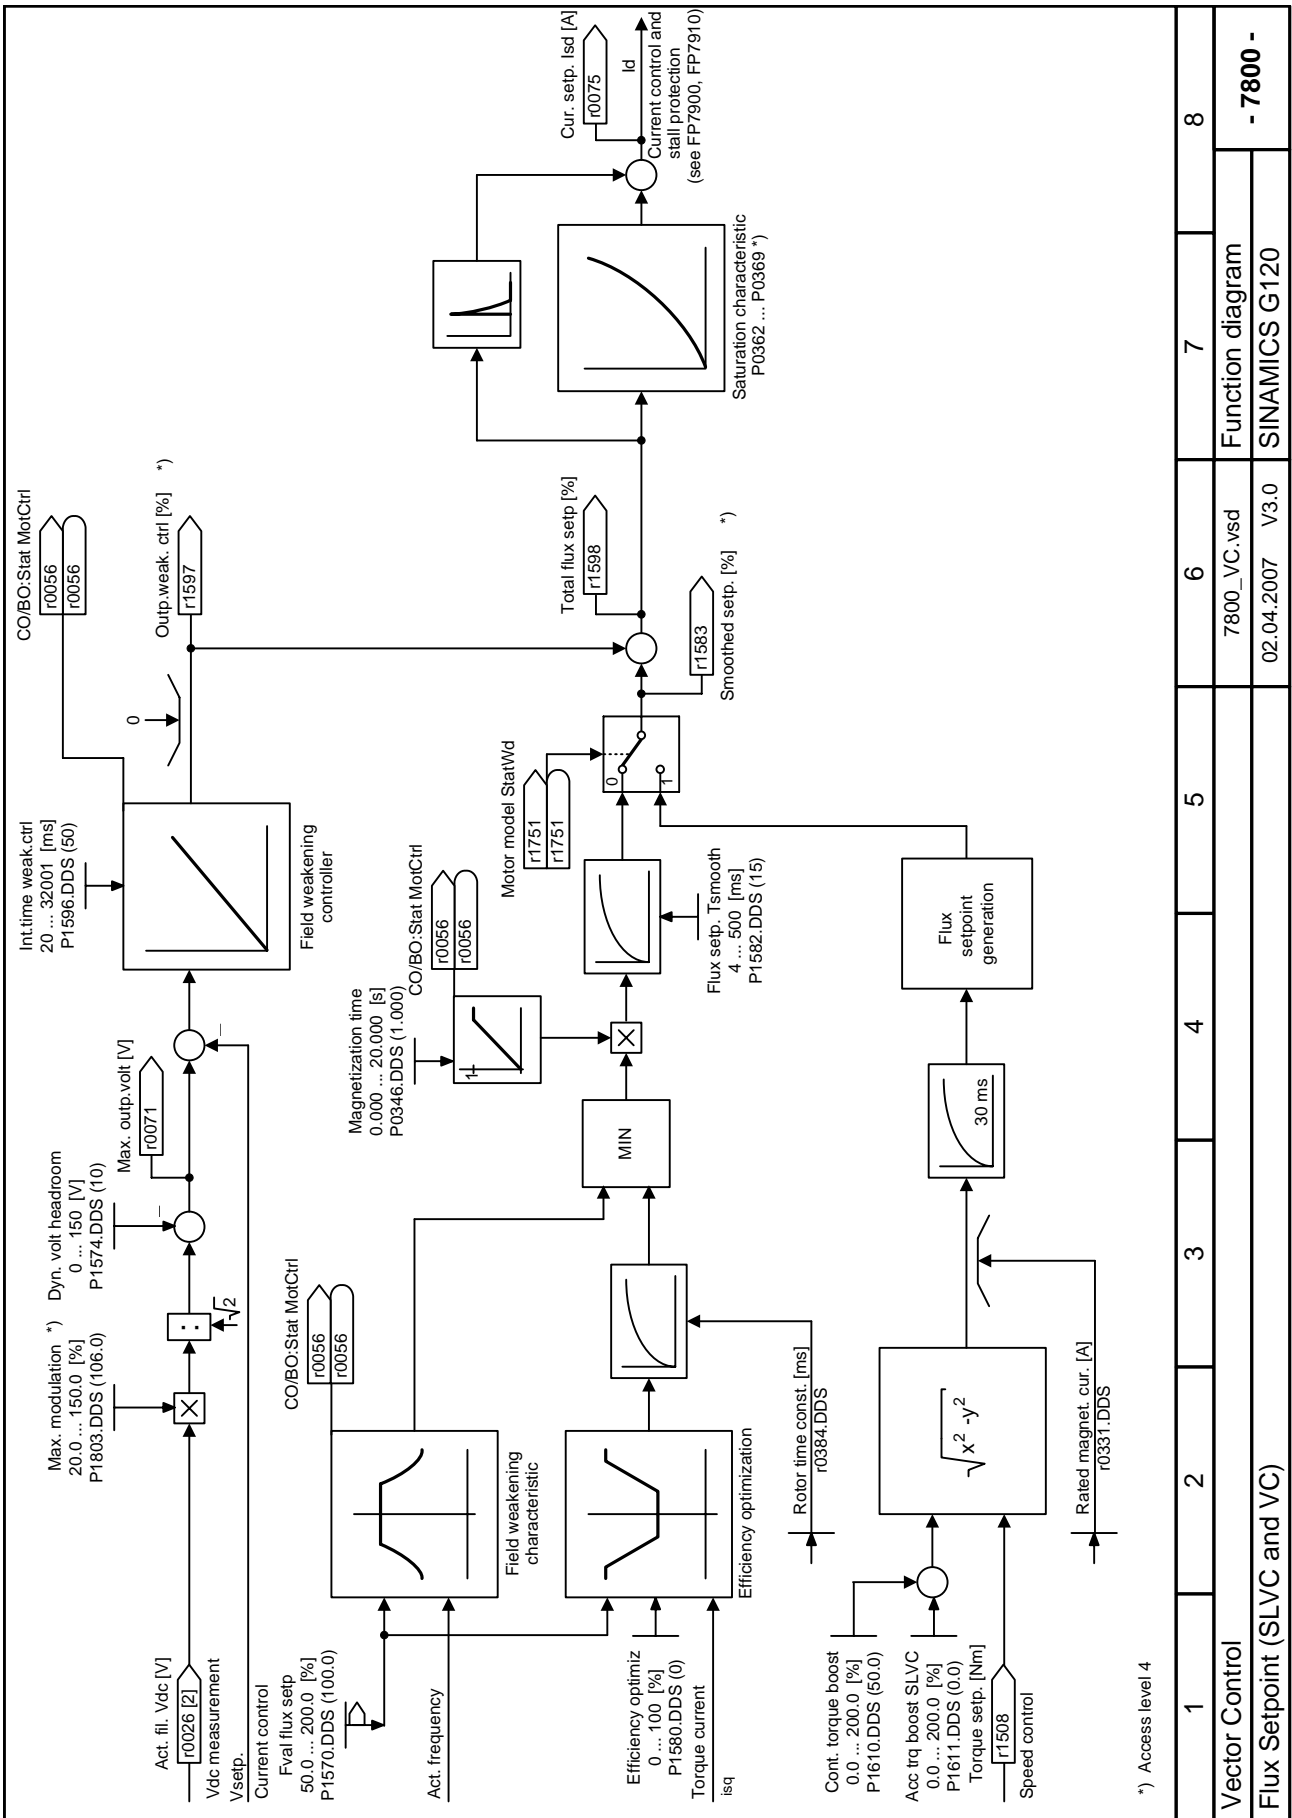 Act. fil. Vdc [V]
r0026 [2]
Vdc measurement
Vsetp.
Current control
Max. modulation *)
20.0 ... 150.0 [%]
P1803.DDS (106.0)
√2
Dyn. volt headroom
0 ... 150 [V]
P1574.DDS (10)
Max. outp.volt [V]
r0071
Int.time weak.ctrl
20 ... 32001 [ms]
P1596.DDS (50)
Field weakening
controller
0
CO/BO:Stat MotCtrl
r0056
r0056
Outp.weak. ctrl [%] *)
r1597
Fval flux setp
50.0 ... 200.0 [%]
P1570.DDS (100.0)
Act. frequency
CO/BO:Stat MotCtrl
r0056
r0056
Field weakening
characteristic
Magnetization time
0.000 ... 20.000 [s]
P0346.DDS (1.000)
CO/BO:Stat MotCtrl
r0056
r0056
1
MIN
Motor model StatWd
r1751
r1751
0
1
Flux setp. Tsmooth
4 ... 500 [ms]
P1582.DDS (15)
Total flux setp [%]
r1598
r1583
Smoothed setp. [%] *)
Saturation characteristic
P0362 ... P0369 *)
Cur. setp. Isd [A]
r0075
Id
Current control and
stall protection
(see FP7900, FP7910)
Efficiency optimiz
0 ... 100 [%]
P1580.DDS (0)
Torque current
isq
Efficiency optimization
Rotor time const. [ms]
r0384.DDS
Cont. torque boost
0.0 ... 200.0 [%]
P1610.DDS (50.0)
Acc trq boost SLVC
0.0 ... 200.0 [%]
P1611.DDS (0.0)
Torque setp. [Nm]
r1508
Speed control
√x² -y²
Rated magnet. cur. [A]
r0331.DDS
30 ms
Flux
setpoint
generation
*) Access level 4
1 2 3 4 5 6 7 8
Vector Control 7800_VC.vsd Function diagram
- 7800 -
Flux Setpoint (SLVC and VC) 02.04.2007 V3.0 SINAMICS G120